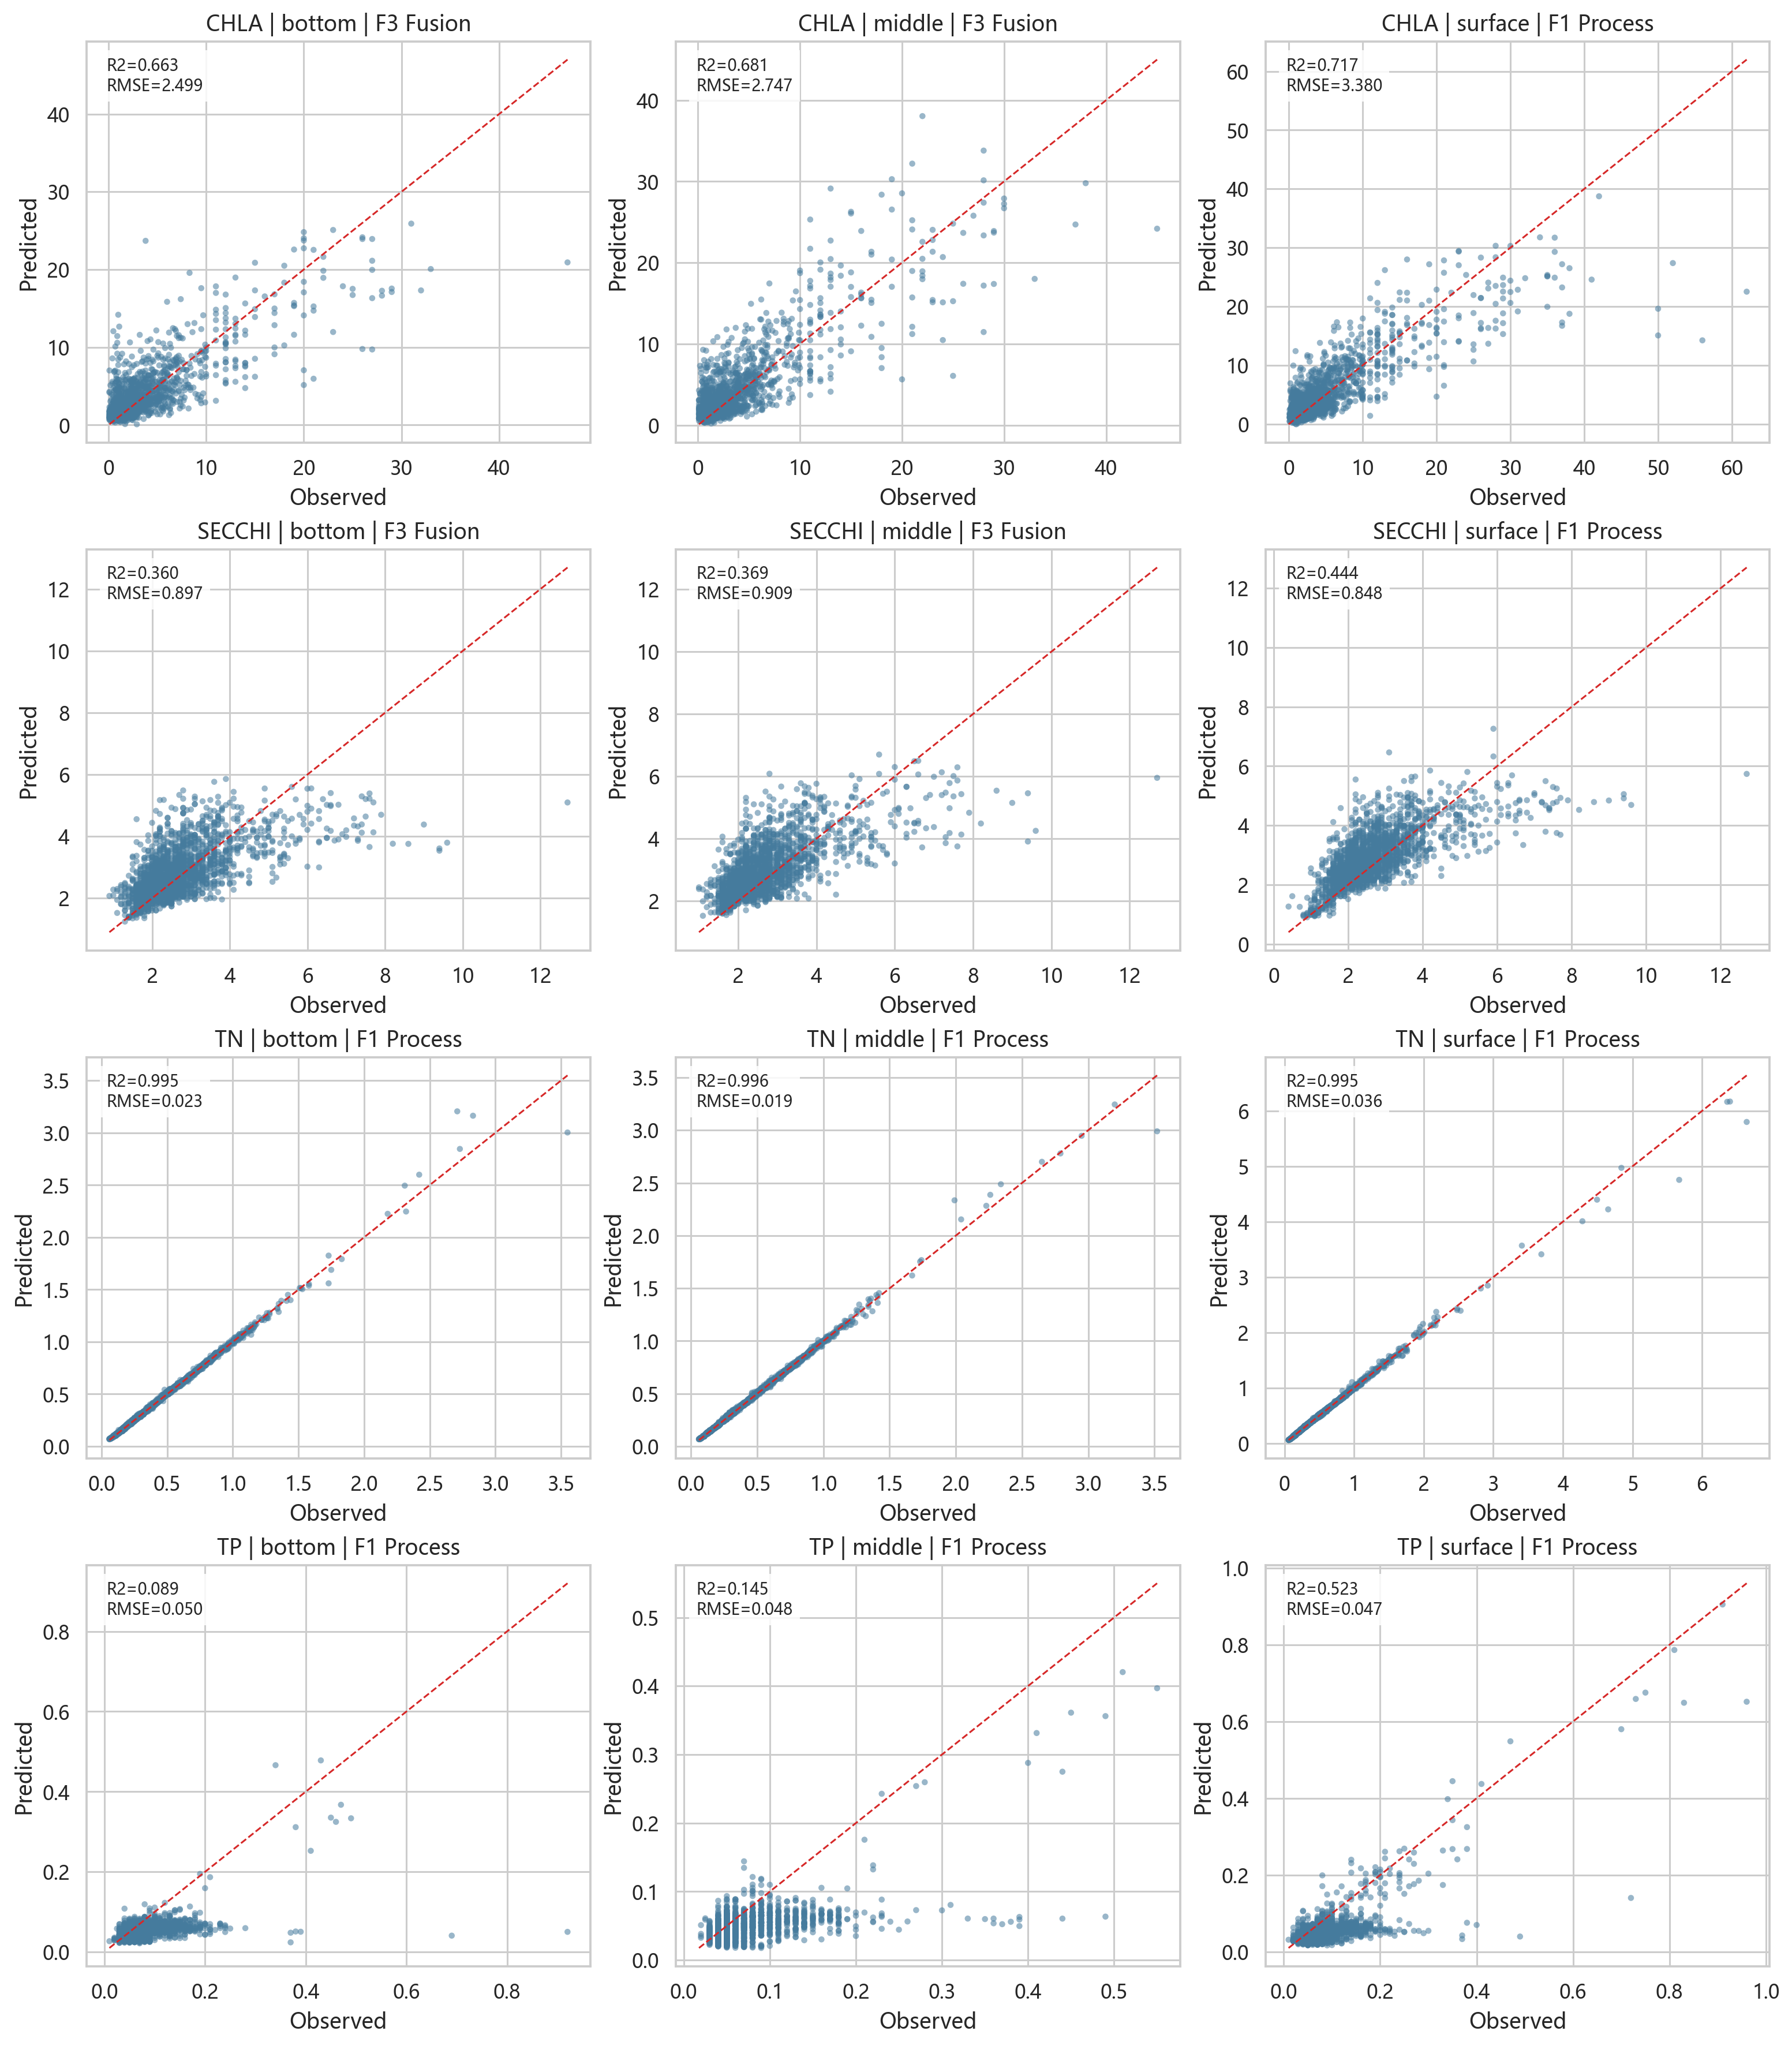 CHLA | bottom | F3 Fusion
R2=0.663
RMSE=2.499
40
30
20
10
0
Predicted
0 10 20 30 40
Observed
CHLA | middle | F3 Fusion
R2=0.681
RMSE=2.747
40
30
20
10
0
Predicted
0 10 20 30 40
Observed
CHLA | surface | F1 Process
R2=0.717
RMSE=3.380
60
50
40
30
20
10
0
Predicted
0 10 20 30 40 50 60
Observed
SECCHI | bottom | F3 Fusion
R2=0.360
RMSE=0.897
12
10
8
6
4
2
Predicted
2 4 6 8 10 12
Observed
SECCHI | middle | F3 Fusion
R2=0.369
RMSE=0.909
12
10
8
6
4
2
Predicted
2 4 6 8 10 12
Observed
SECCHI | surface | F1 Process
R2=0.444
RMSE=0.848
12
10
8
6
4
2
0
Predicted
0 2 4 6 8 10 12
Observed
TN | bottom | F1 Process
R2=0.995
RMSE=0.023
3.5
3.0
2.5
2.0
1.5
1.0
0.5
0.0
Predicted
0.0 0.5 1.0 1.5 2.0 2.5 3.0 3.5
Observed
TN | middle | F1 Process
R2=0.996
RMSE=0.019
3.5
3.0
2.5
2.0
1.5
1.0
0.5
0.0
Predicted
0.0 0.5 1.0 1.5 2.0 2.5 3.0 3.5
Observed
TN | surface | F1 Process
R2=0.995
RMSE=0.036
6
5
4
3
2
1
0
Predicted
0 1 2 3 4 5 6
Observed
TP | bottom | F1 Process
R2=0.089
RMSE=0.050
0.8
0.6
0.4
0.2
0.0
Predicted
0.0 0.2 0.4 0.6 0.8
Observed
TP | middle | F1 Process
R2=0.145
RMSE=0.048
0.5
0.4
0.3
0.2
0.1
0.0
Predicted
0.0 0.1 0.2 0.3 0.4 0.5
Observed
TP | surface | F1 Process
R2=0.523
RMSE=0.047
1.0
0.8
0.6
0.4
0.2
0.0
Predicted
0.0 0.2 0.4 0.6 0.8 1.0
Observed